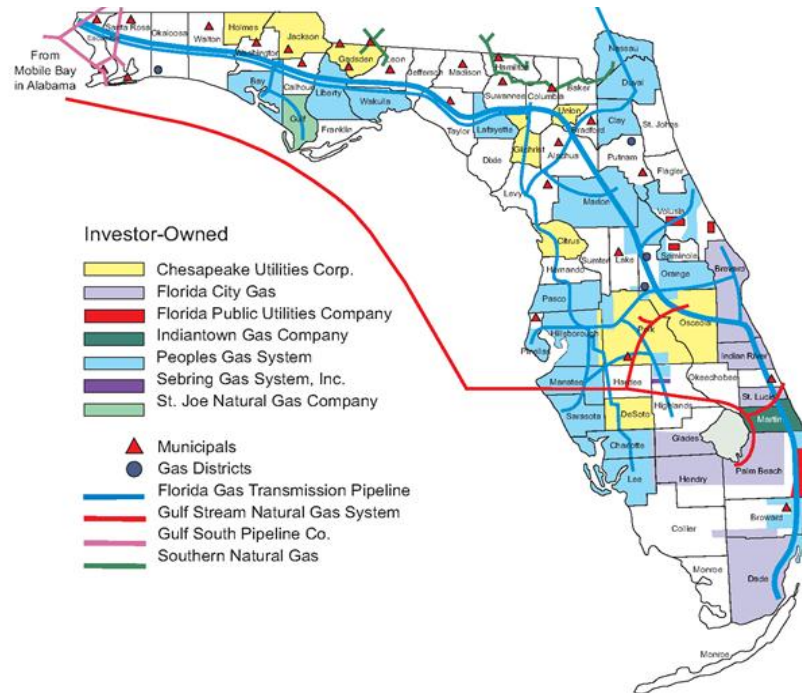 Holmes
Jackson
Santa Rosa
Okaloosa
Walton
Washington
Gadsden
Leon
Jefferson
Madison
Hamilton
Nassau
Duval
From
Mobile Bay
in Alabama
Bay
Calhoun
Liberty
Wakulla
Gulf
Franklin
Taylor
Suwannee
Columbia
Baker
Lafayette
Union
Bradford
Clay
St. Johns
Dixie
Gilchrist
Alachua
Putnam
Flagler
Levy
Marion
Volusia
Citrus
Sumter
Lake
Seminole
Hernando
Orange
Brevard
Pasco
Pinellas
Hillsborough
Polk
Osceola
Indian River
Manatee
Hardee
Okeechobee
St. Lucie
Highlands
Sarasota
DeSoto
Martin
Charlotte
Glades
Palm Beach
Lee
Hendry
Collier
Broward
Monroe
Dade
Monroe
Investor-Owned
Chesapeake Utilities Corp.
Florida City Gas
Florida Public Utilities Company
Indiantown Gas Company
Peoples Gas System
Sebring Gas System, Inc.
St. Joe Natural Gas Company
Municipals
Gas Districts
Florida Gas Transmission Pipeline
Gulf Stream Natural Gas System
Gulf South Pipeline Co.
Southern Natural Gas